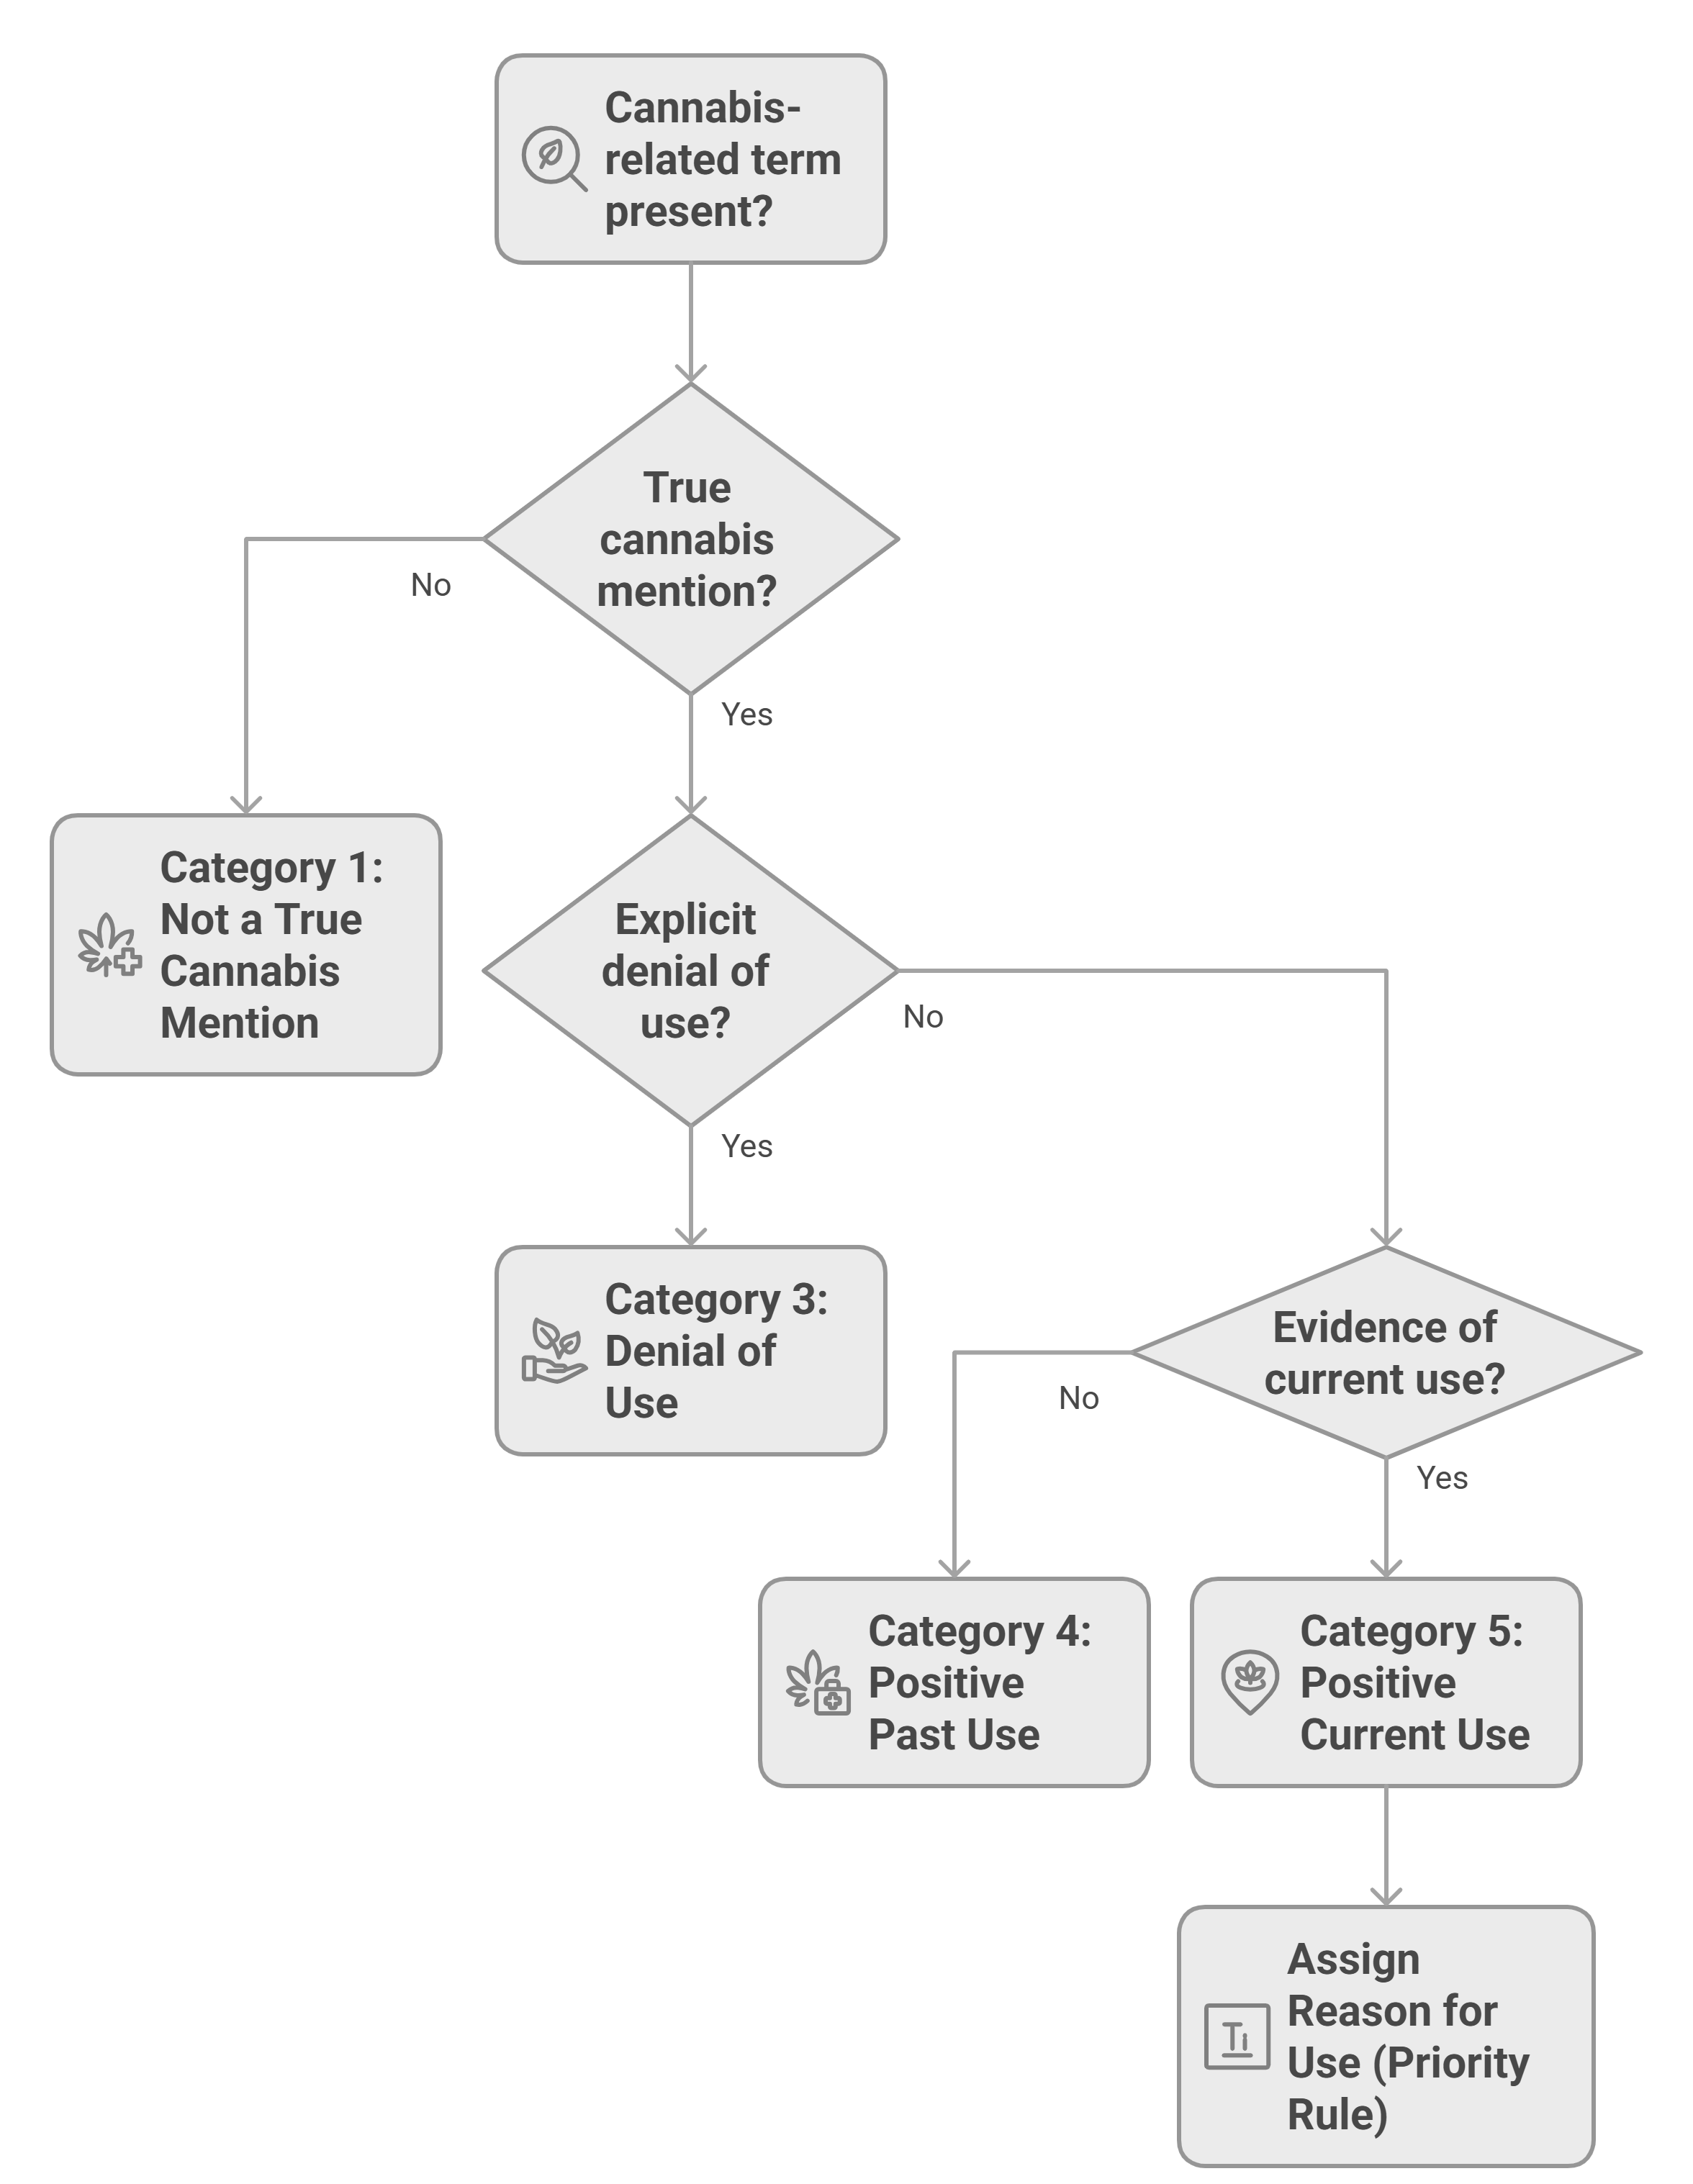 Cannabis-
related term
present?
True
cannabis
mention?
No
Yes
Category 1:
Not a True
Cannabis
Mention
Explicit
denial of
use?
No
Yes
Category 3:
Denial of
Use
Evidence of
current use?
No
Yes
Category 4:
Positive
Past Use
Category 5:
Positive
Current Use
Ti
Assign
Reason for
Use (Priority
Rule)